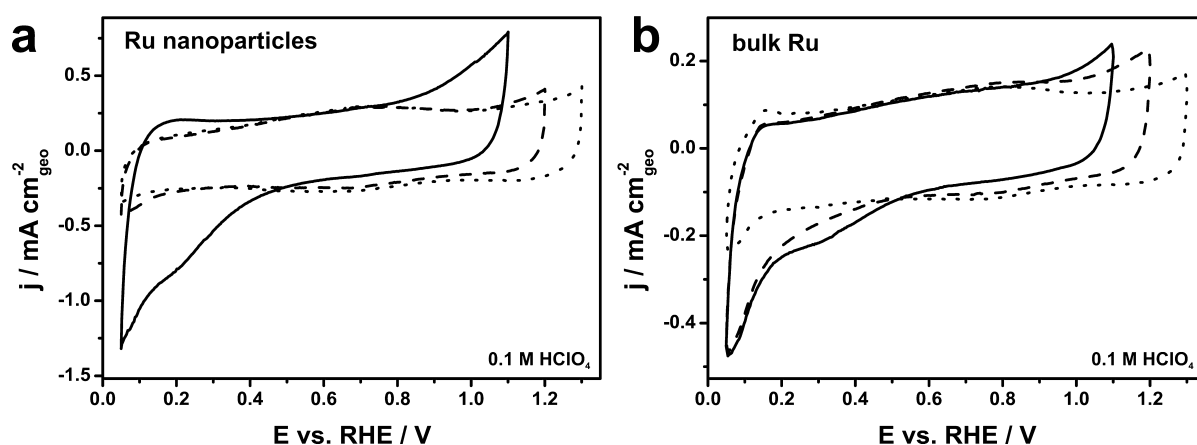 a
Ru nanoparticles
0.5
0.0
-0.5
-1.0
-1.5
j / mA cm⁻²geo
0.1 M HClO₄
0.0 0.2 0.4 0.6 0.8 1.0 1.2
E vs. RHE / V
b
bulk Ru
0.2
0.0
-0.2
-0.4
j / mA cm⁻²geo
0.1 M HClO₄
0.0 0.2 0.4 0.6 0.8 1.0 1.2
E vs. RHE / V